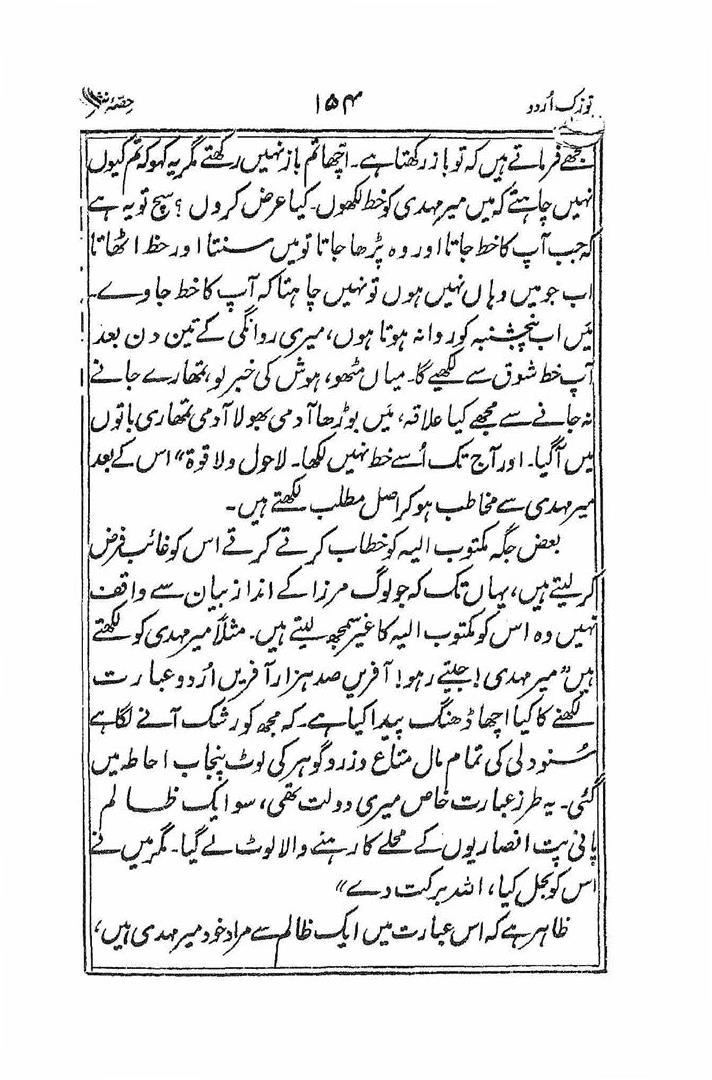 توزک اُردو ۱۵۴ حصّۂ نثر
مجھے فرماتے ہیں کہ تو باز رکھتا ہے۔ اچھا تم باز نہیں رکھتے مگر یہ کہو کہ تم کیوں
نہیں چاہتے کہ میں میر مہدی کو خط لکھوں۔ کیا عرض کروں؟ سچ تو یہ ہے
کہ جب آپ کا خط جاتا اور وہ پڑھا جاتا تو میں سنتا اور حظ اٹھاتا
اب جو میں وہاں نہیں ہوں تو نہیں چاہتا کہ آپ کا خط جاوے۔
میں اب پنجشنبہ کو روانہ ہوتا ہوں، میری روانگی کے تین دن بعد
آپ خط شوق سے لکھیے گا۔ میاں مٹھو، ہوش کی خبر لو، تمھارے جانے
نہ جانے سے مجھے کیا علاقہ، میں بوڑھا آدمی بھولا آدمی تمھاری باتوں
میں آگیا۔ اور آج تک اُسے خط نہیں لکھا۔ لاحول ولا قوۃ" اس کے بعد
میر مہدی سے مخاطب ہو کر اصل مطلب لکھتے ہیں۔
بعض جگہ مکتوب الیہ کو خطاب کرتے کرتے اس کو غائب فرض
کر لیتے ہیں، یہاں تک کہ جو لوگ مرزا کے انداز بیان سے واقف
نہیں وہ اس کو مکتوب الیہ کا غیر سمجھ لیتے ہیں۔ مثلاً میر مہدی کو لکھتے
ہیں "میر مہدی! جیتے رہو! آفریں صد ہزار آفریں اُردو عبارت
لکھنے کا کیا اچھا ڈھنگ پیدا کیا ہے۔ کہ مجھ کو رشک آنے لگا ہے
سُنو دلی کی تمام مال متاع و زر و گوہر کی لوٹ پنجاب احاطہ میں
گئی۔ یہ طرز عبارت خاص میری دولت تھی، سو ایک ظالم
پانی پت انصاریوں کے محلے کا رہنے والا لوٹ لے گیا۔ مگر میں نے
اس کو بحل کیا، اللہ برکت دے"
ظاہر ہے کہ اس عبارت میں ایک ظالم سے مراد خود میر مہدی ہیں،